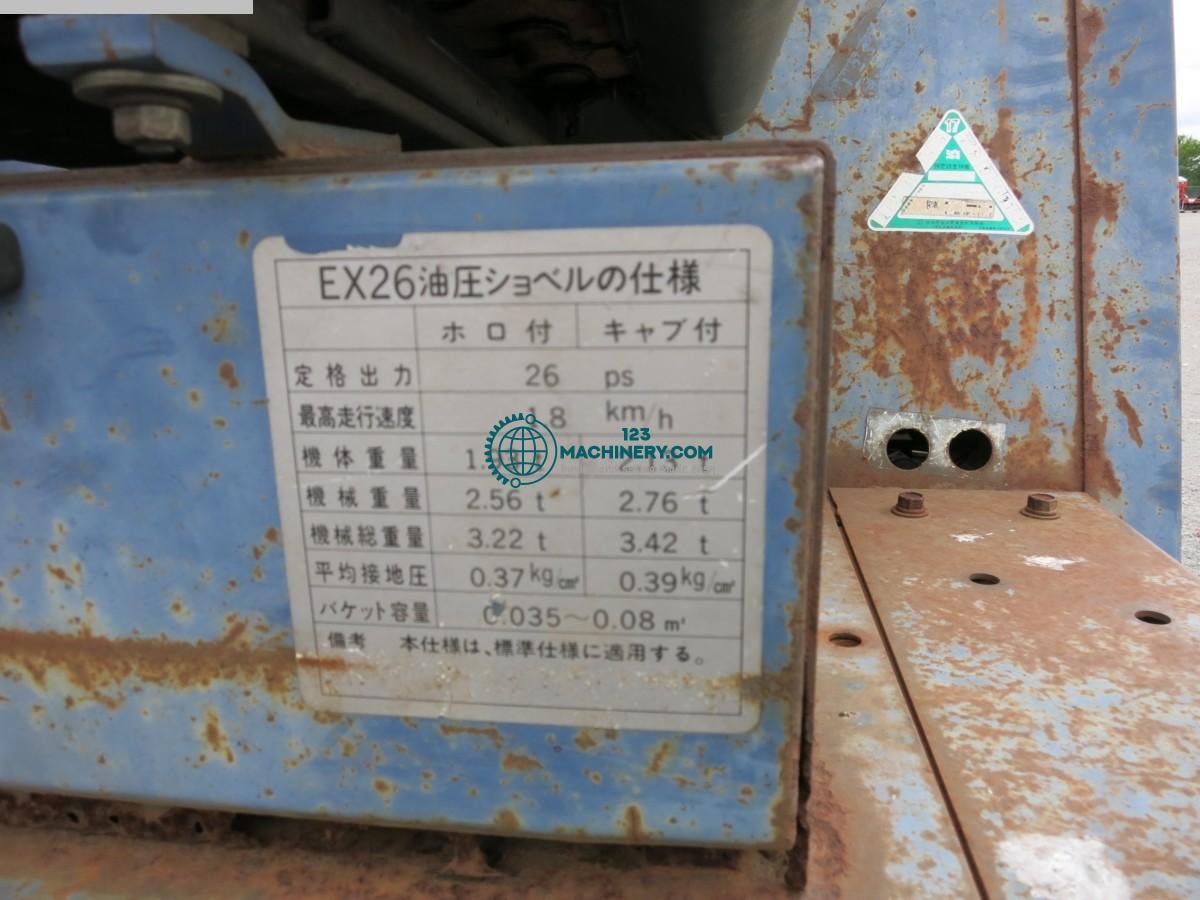 17
油
EX26油圧ショベルの仕様
ホロ付 キャブ付
定格出力 26 ps
最高走行速度 1.8 km/h
機体重量
機械重量 2.56 t 2.76 t
機械総重量 3.22 t 3.42 t
平均接地圧 0.37kg/cm² 0.39kg/cm²
バケット容量 0.035～0.08 m³
備考 本仕様は、標準仕様に適用する。
123
MACHINERY.COM